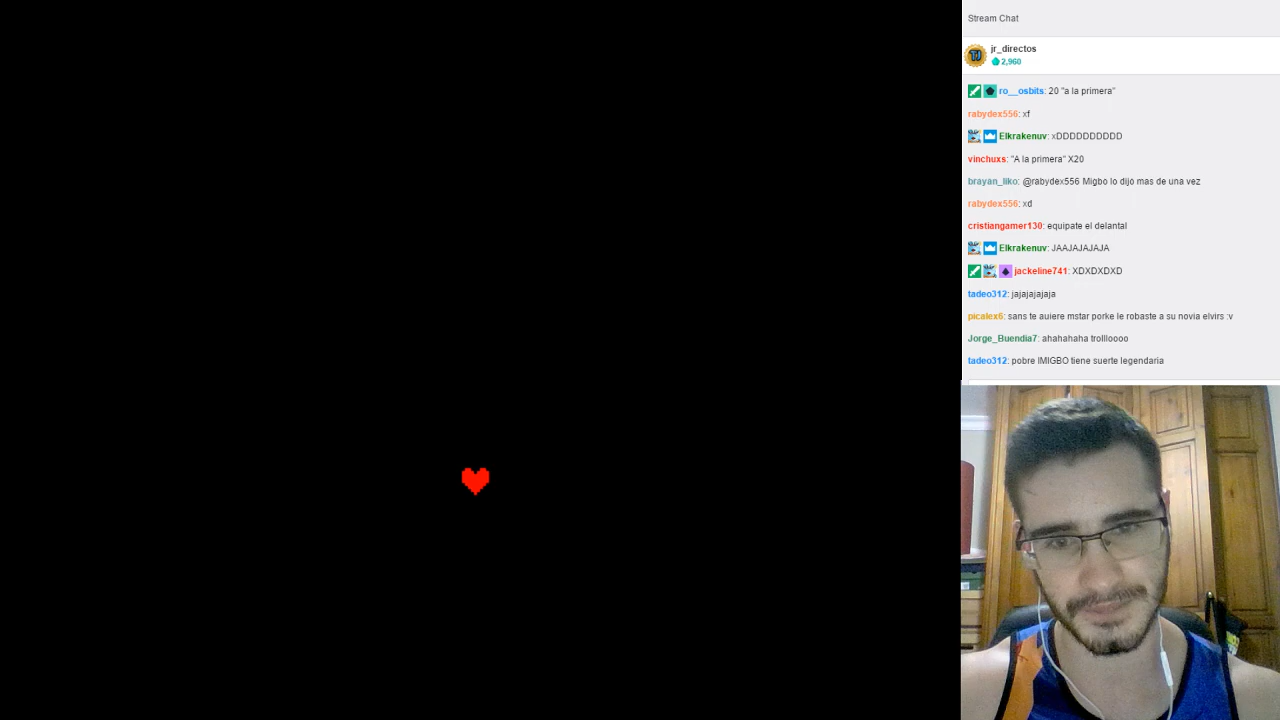 Stream Chat
jr_directos
2,960
ro__osbits: 20 "a la primera"
rabydex556: xf
Elkrakenuv: xDDDDDDDDDD
vinchuxs: "A la primera" X20
brayan_liko: @rabydex556 Migbo lo dijo mas de una vez
rabydex556: xd
cristiangamer130: equipate el delantal
Elkrakenuv: JAAJAJAJAJA
jackeline741: XDXDXDXD
tadeo312: jajajajajaja
picalex6: sans te auiere mstar porke le robaste a su novia elvirs :v
Jorge_Buendia7: ahahahaha trollloooo
tadeo312: pobre IMIGBO tiene suerte legendaria